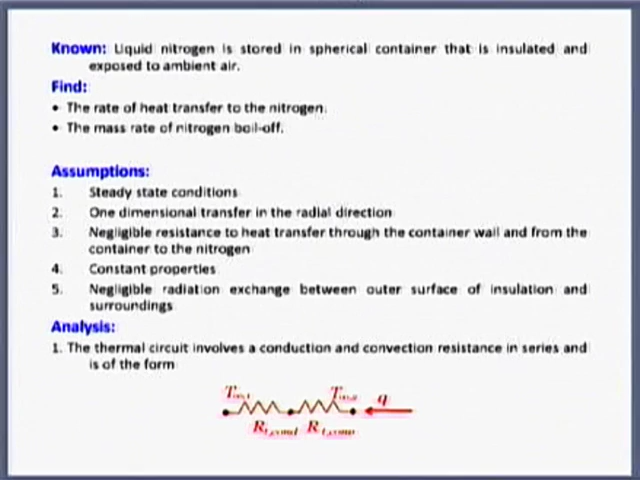 Known: Liquid nitrogen is stored in spherical container that is insulated and
exposed to ambient air.
Find:
• The rate of heat transfer to the nitrogen.
• The mass rate of nitrogen boil-off.
Assumptions:
1. Steady state conditions
2. One dimensional transfer in the radial direction
3. Negligible resistance to heat transfer through the container wall and from the
container to the nitrogen
4. Constant properties
5. Negligible radiation exchange between outer surface of insulation and
surroundings
Analysis:
1. The thermal circuit involves a conduction and convection resistance in series and
is of the form
q
R t,cond R t,conv